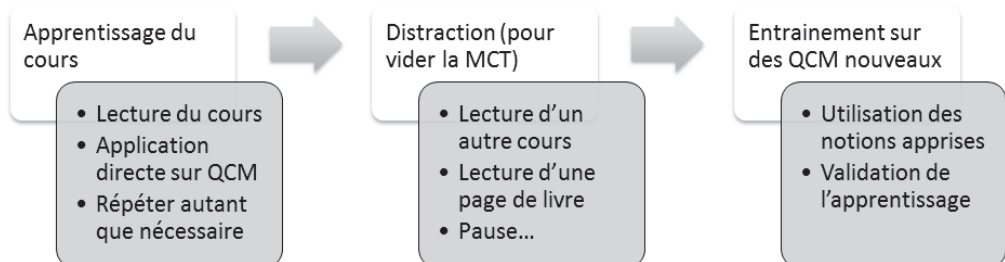 Apprentissage du
cours
• Lecture du cours
• Application
directe sur QCM
• Répéter autant
que nécessaire
Distraction (pour
vider la MCT)
• Lecture d'un
autre cours
• Lecture d'une
page de livre
• Pause…
Entrainement sur
des QCM nouveaux
• Utilisation des
notions apprises
• Validation de
l'apprentissage